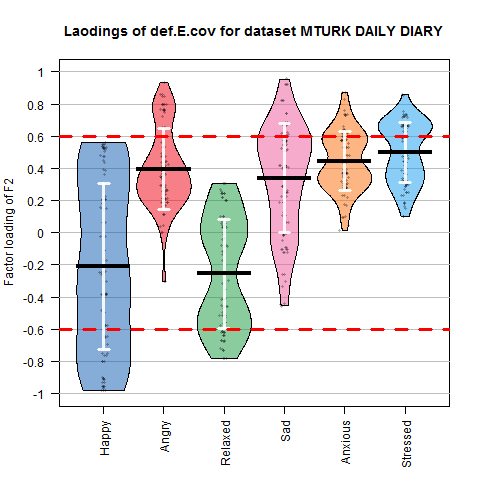 Laodings of def.E.cov for dataset MTURK DAILY DIARY
Factor loading of F2
1
0.8
0.6
0.4
0.2
0
-0.2
-0.4
-0.6
-0.8
-1
Happy
Angry
Relaxed
Sad
Anxious
Stressed